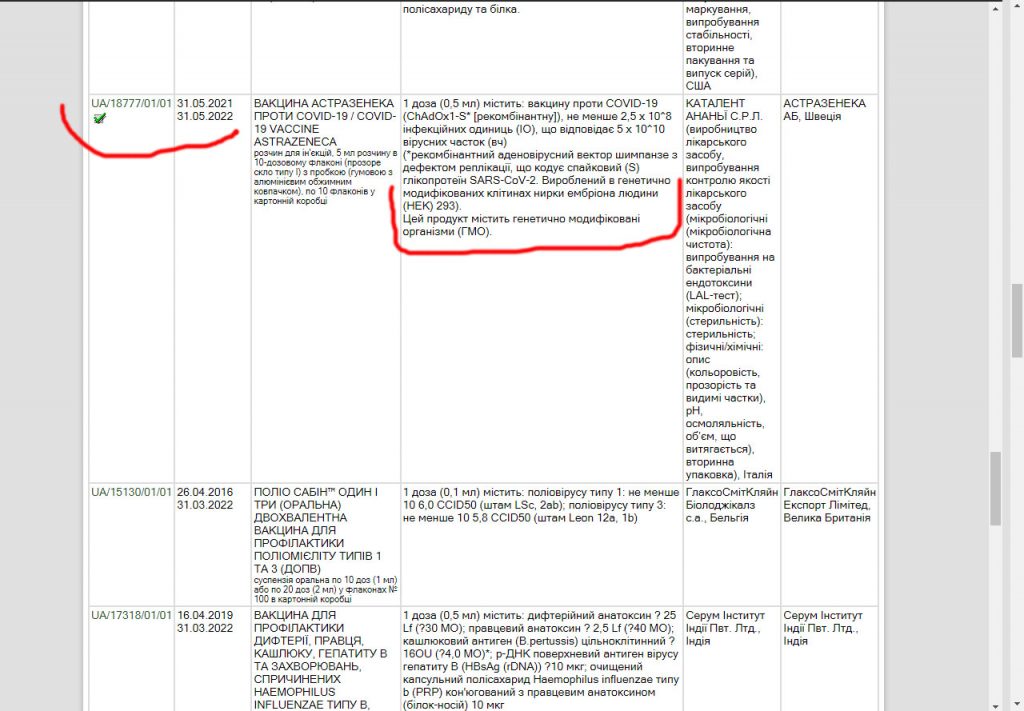 полісахариду та білка.
маркування,
випробування
стабільності,
вторинне
пакування та
випуск серій),
США
UA/18777/01/01
31.05.2021
31.05.2022
ВАКЦИНА АСТРАЗЕНЕКА
ПРОТИ COVID-19 / COVID-
19 VACCINE
ASTRAZENECA
розчин для ін'єкцій, 5 мл розчину в
10-дозовому флаконі (прозоре
скло типу I) з пробкою (гумовою з
алюмінієвим обжимним
ковпачком). по 10 флаконів у
картонній коробці
1 доза (0,5 мл) містить: вакцину проти COVID-19
(ChAdOx1-S* [рекомбінантну]), не менше 2,5 x 10^8
інфекційних одиниць (ІО), що відповідає 5 x 10^10
вірусних часток (вч)
(*рекомбінантний аденовірусний вектор шимпанзе з
дефектом реплікації, що кодує спайковий (S)
глікопротеїн SARS-CoV-2. Вироблений в генетично
модифікованих клітинах нирки ембріона людини
(HEK) 293).
Цей продукт містить генетично модифіковані
організми (ГМО).
КАТАЛЕНТ
АНАНЬЇ С.Р.Л.
(виробництво
лікарського
засобу,
випробування
контролю якості
лікарського
засобу
(мікробіологічні
(мікробіологічна
чистота):
випробування на
бактеріальні
ендотоксини
(LAL-тест);
мікробіологічні
(стерильність):
стерильність;
фізичні/хімічні:
опис
(кольоровість,
прозорість та
видимі частки),
pH,
осмоляльність,
об'єм, що
витягається),
вторинна
упаковка), Італія
АСТРАЗЕНЕКА
АБ, Швеція
UA/15130/01/01
26.04.2016
31.03.2022
ПОЛІО САБІН™ ОДИН І
ТРИ (ОРАЛЬНА)
ДВОХВАЛЕНТНА
ВАКЦИНА ДЛЯ
ПРОФІЛАКТИКИ
ПОЛІОМІЄЛІТУ ТИПІВ 1
ТА 3 (ДОПВ)
суспензія оральна по 10 доз (1 мл)
або по 20 доз (2 мл) у флаконах №
100 в картонній коробці
1 доза (0,1 мл) містить: поліовірусу типу 1: не менше
10 6,0 CCID50 (штам LSc, 2ab); поліовірусу типу 3:
не менше 10 5,8 CCID50 (штам Leon 12a, 1b)
ГлаксоСмітКляйн
Біолоджікалз
с.а., Бельгія
ГлаксоСмітКляйн
Експорт Лімітед,
Велика Британія
UA/17318/01/01
16.04.2019
31.03.2022
ВАКЦИНА ДЛЯ
ПРОФІЛАКТИКИ
ДИФТЕРІЇ, ПРАВЦЯ,
КАШЛЮКУ, ГЕПАТИТУ В
ТА ЗАХВОРЮВАНЬ,
СПРИЧИНЕНИХ
HAEMOPHILUS
INFLUENZAE ТИПУ B,
1 доза (0,5 мл) містить: дифтерійний анатоксин ? 25
Lf (?30 МО); правцевий анатоксин ? 2,5 Lf (?40 МО);
кашлюковий антиген (B.pertussis) цільноклітинний ?
16OU (?4,0 МО)*; р-ДНК поверхневий антиген вірусу
гепатиту В (HBsAg (rDNA)) ?10 мкг; очищений
капсульний полісахарид Haemophilus influenzae типу
b (PRP) кон'югований з правцевим анатоксином
(білок-носій) 10 мкг
Серум Інститут
Індії Пвт. Лтд.,
Індія
Серум Інститут
Індії Пвт. Лтд.,
Індія